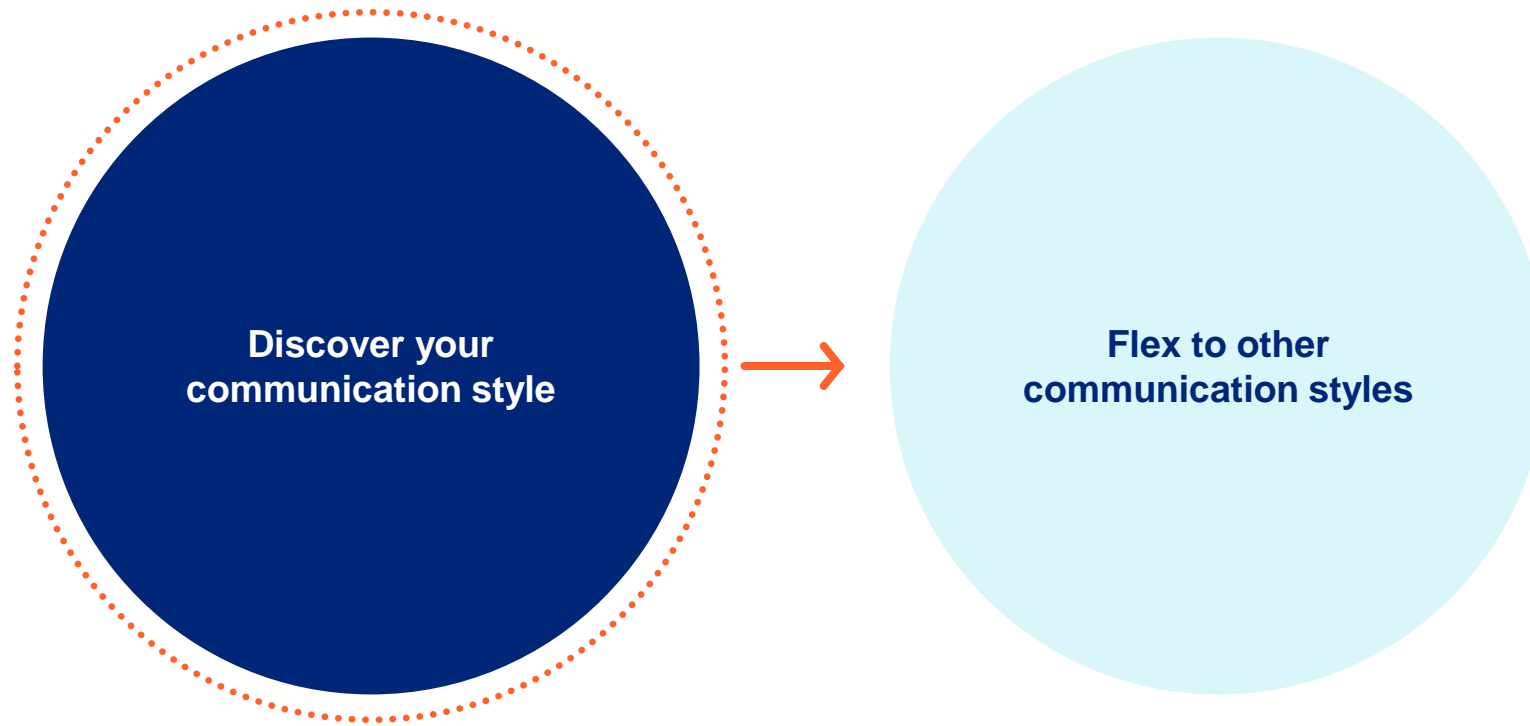 Discover your
communication style
Flex to other
communication styles